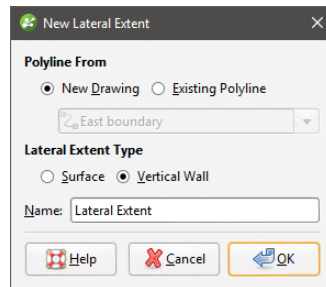 New Lateral Extent
Polyline From
New Drawing Existing Polyline
East boundary
Lateral Extent Type
Surface Vertical Wall
Name: Lateral Extent
Help Cancel OK